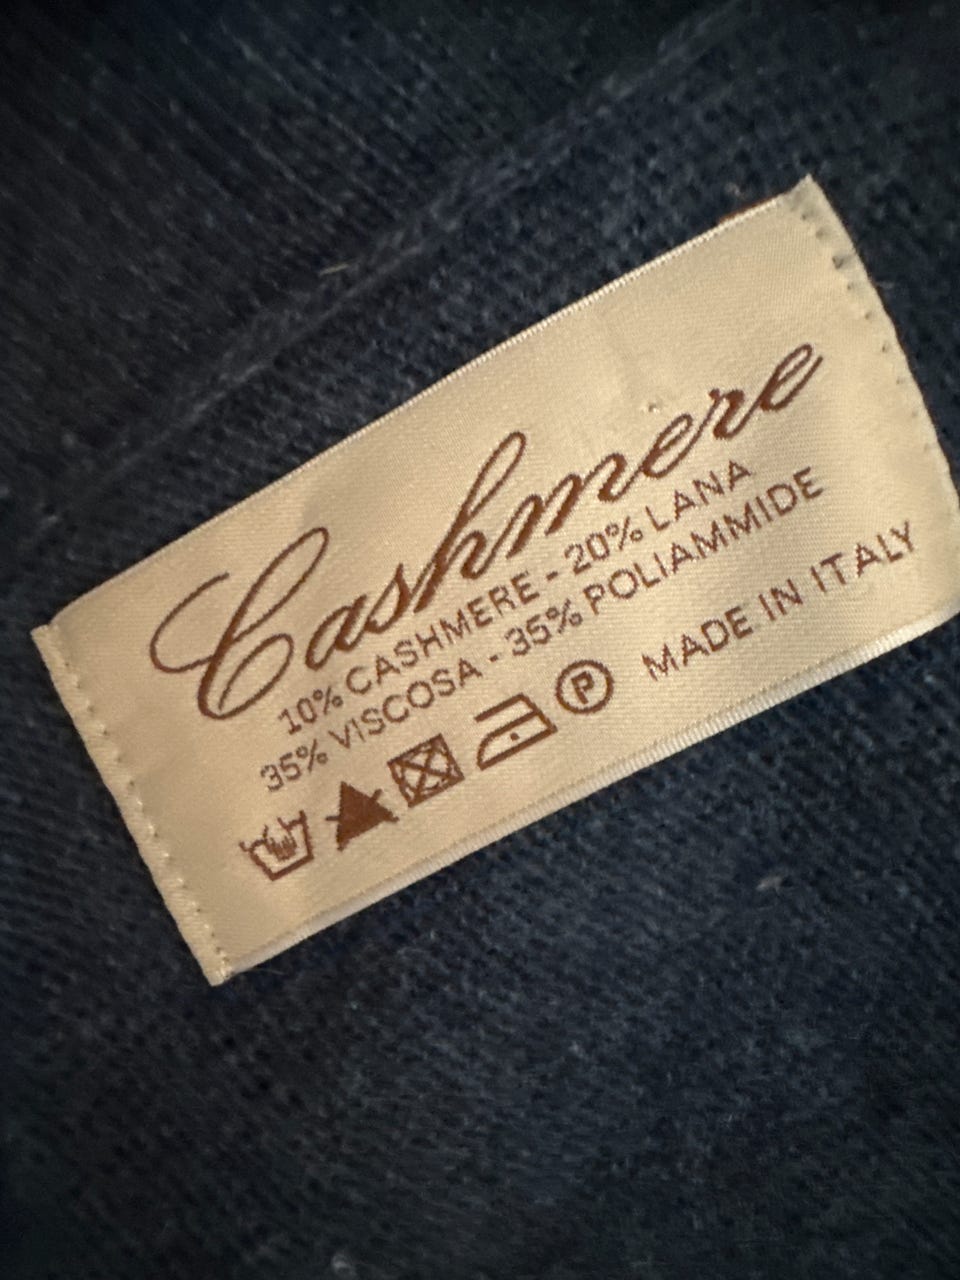 Cashmere
10% CASHMERE - 20% LANA
35% VISCOSA - 35% POLIAMMIDE
P MADE IN ITALY